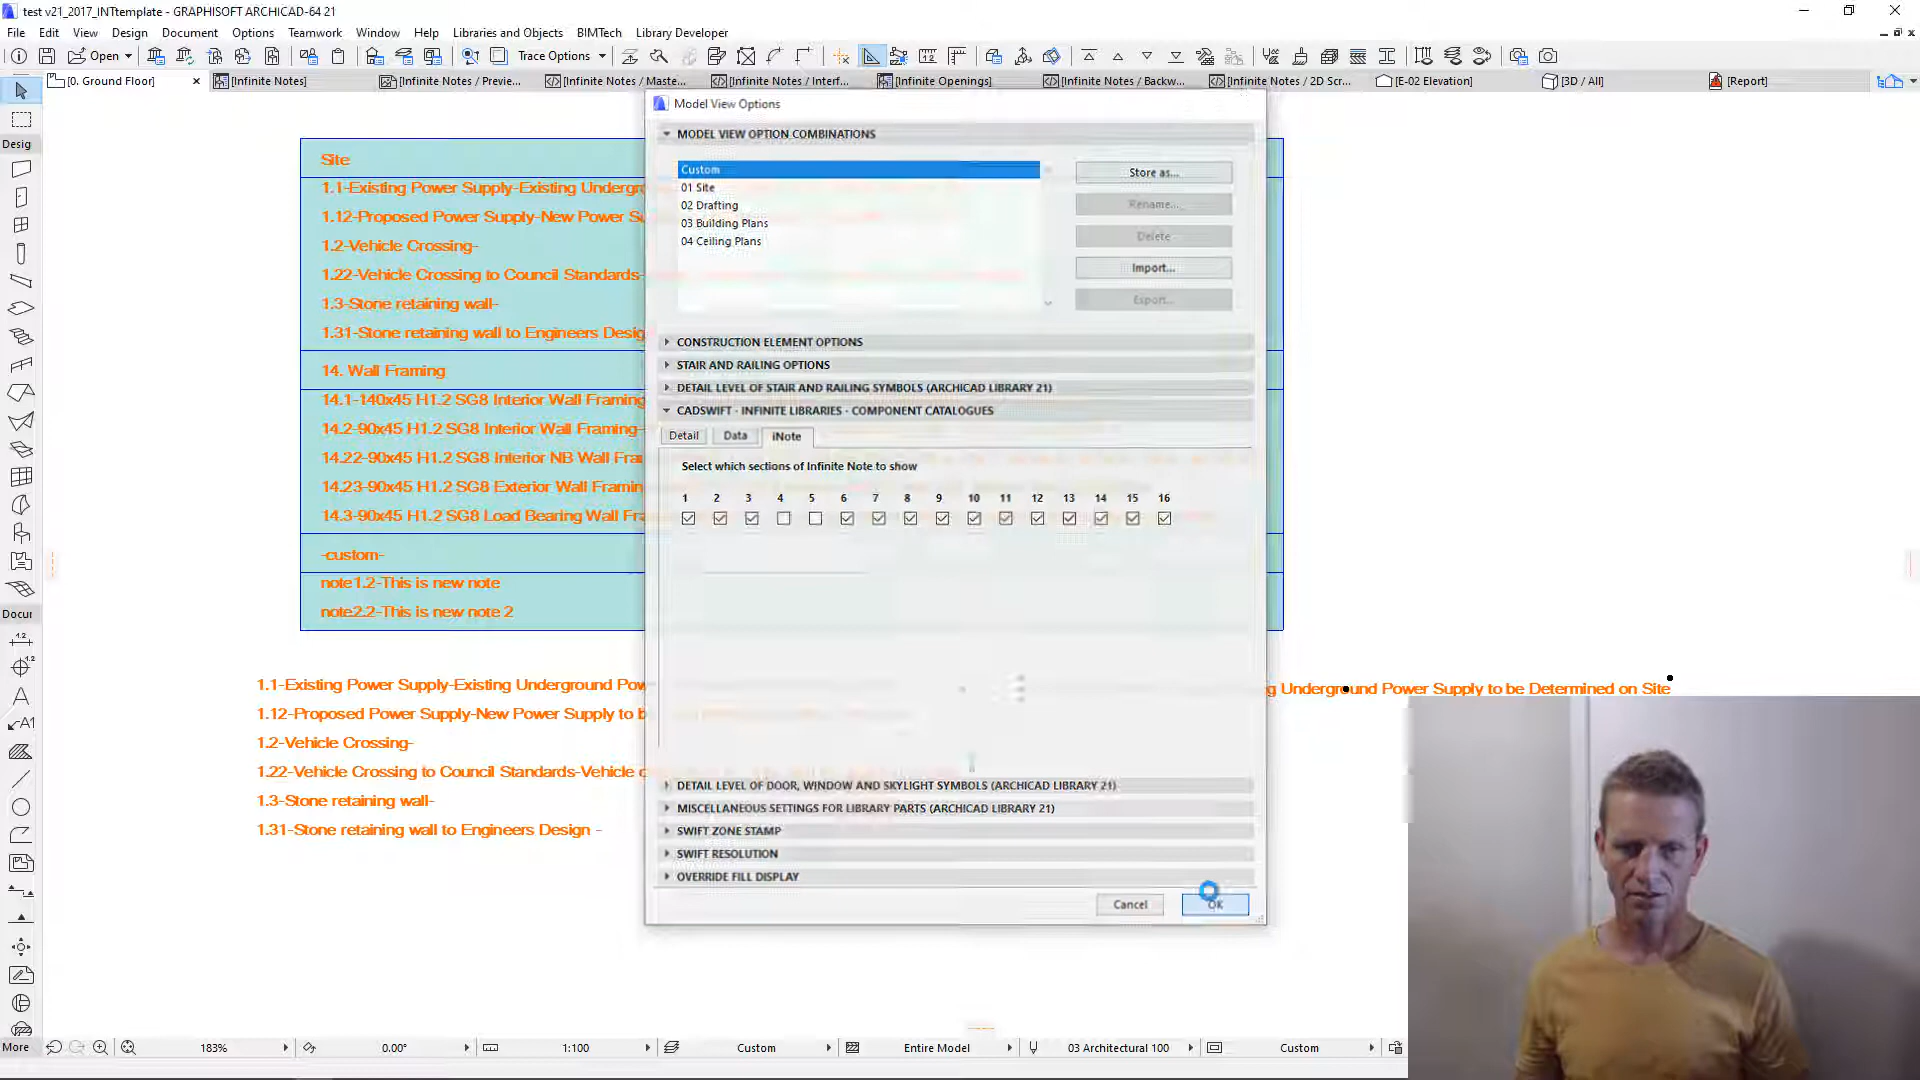 test v21_2017_INTtemplate - GRAPHISOFT ARCHICAD-64 21
File Edit View Design Document Options Teamwork Window Help Libraries and Objects BIMTech Library Developer
Open Trace Options
[0. Ground Floor] [Infinite Notes] [Infinite Notes / Previe... [Infinite Notes / Maste... [Infinite Notes / Interf... [Infinite Openings] [Infinite Notes / Backw... [Infinite Notes / 2D Scr... [E-02 Elevation] [3D / All] [Report]
Desig
Docur
1.2
1.2
A1
More
Site
1.1-Existing Power Supply-Existing Undergro
1.12-Proposed Power Supply-New Power Su
1.2-Vehicle Crossing-
1.22-Vehicle Crossing to Council Standards-
1.3-Stone retaining wall-
1.31-Stone retaining wall to Engineers Desig
14. Wall Framing
14.1-140x45 H1.2 SG8 Interior Wall Framing-
14.2-90x45 H1.2 SG8 Interior Wall Framing-
14.22-90x45 H1.2 SG8 Interior NB Wall Fra
14.23-90x45 H1.2 SG8 Exterior Wall Framing
14.3-90x45 H1.2 SG8 Load Bearing Wall Fra
-custom-
note1.2-This is new note
note2.2-This is new note 2
1.1-Existing Power Supply-Existing Underground Pow
1.12-Proposed Power Supply-New Power Supply to b
1.2-Vehicle Crossing-
1.22-Vehicle Crossing to Council Standards-Vehicle c
1.3-Stone retaining wall-
1.31-Stone retaining wall to Engineers Design -
g Underground Power Supply to be Determined on Site
Model View Options
MODEL VIEW OPTION COMBINATIONS
Custom
01 Site
02 Drafting
03 Building Plans
04 Ceiling Plans
Store as...
Rename...
Delete
Import...
Export...
CONSTRUCTION ELEMENT OPTIONS
STAIR AND RAILING OPTIONS
DETAIL LEVEL OF STAIR AND RAILING SYMBOLS (ARCHICAD LIBRARY 21)
CADSWIFT - INFINITE LIBRARIES - COMPONENT CATALOGUES
Detail Data iNote
Select which sections of Infinite Note to show
1 2 3 4 5 6 7 8 9 10 11 12 13 14 15 16
DETAIL LEVEL OF DOOR, WINDOW AND SKYLIGHT SYMBOLS (ARCHICAD LIBRARY 21)
MISCELLANEOUS SETTINGS FOR LIBRARY PARTS (ARCHICAD LIBRARY 21)
SWIFT ZONE STAMP
SWIFT RESOLUTION
OVERRIDE FILL DISPLAY
Cancel OK
183% 0.00° 1:100 Custom Entire Model 03 Architectural 100 Custom